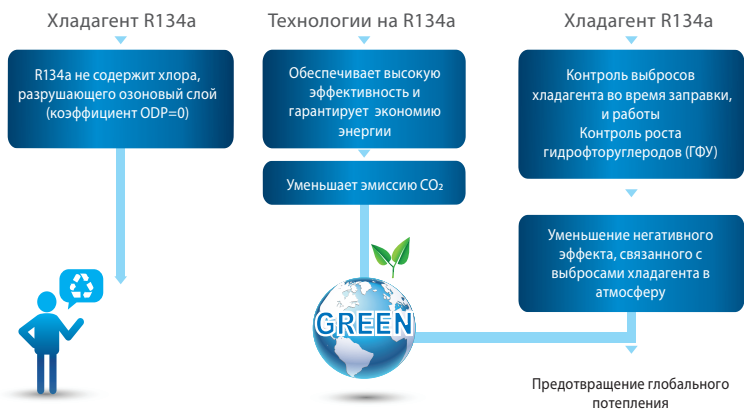 Хладагент R134a
R134a не содержит хлора,
разрушающего озоновый слой
(коэффициент ODP=0)
Технологии на R134a
Обеспечивает высокую
эффективность и
гарантирует экономию
энергии
Уменьшает эмиссию CO₂
Хладагент R134a
Контроль выбросов
хладагента во время заправки,
и работы
Контроль роста
гидрофторуглеродов (ГФУ)
Уменьшение негативного
эффекта, связанного с
выбросами хладагента в
атмосферу
GREEN
Предотвращение глобального
потепления